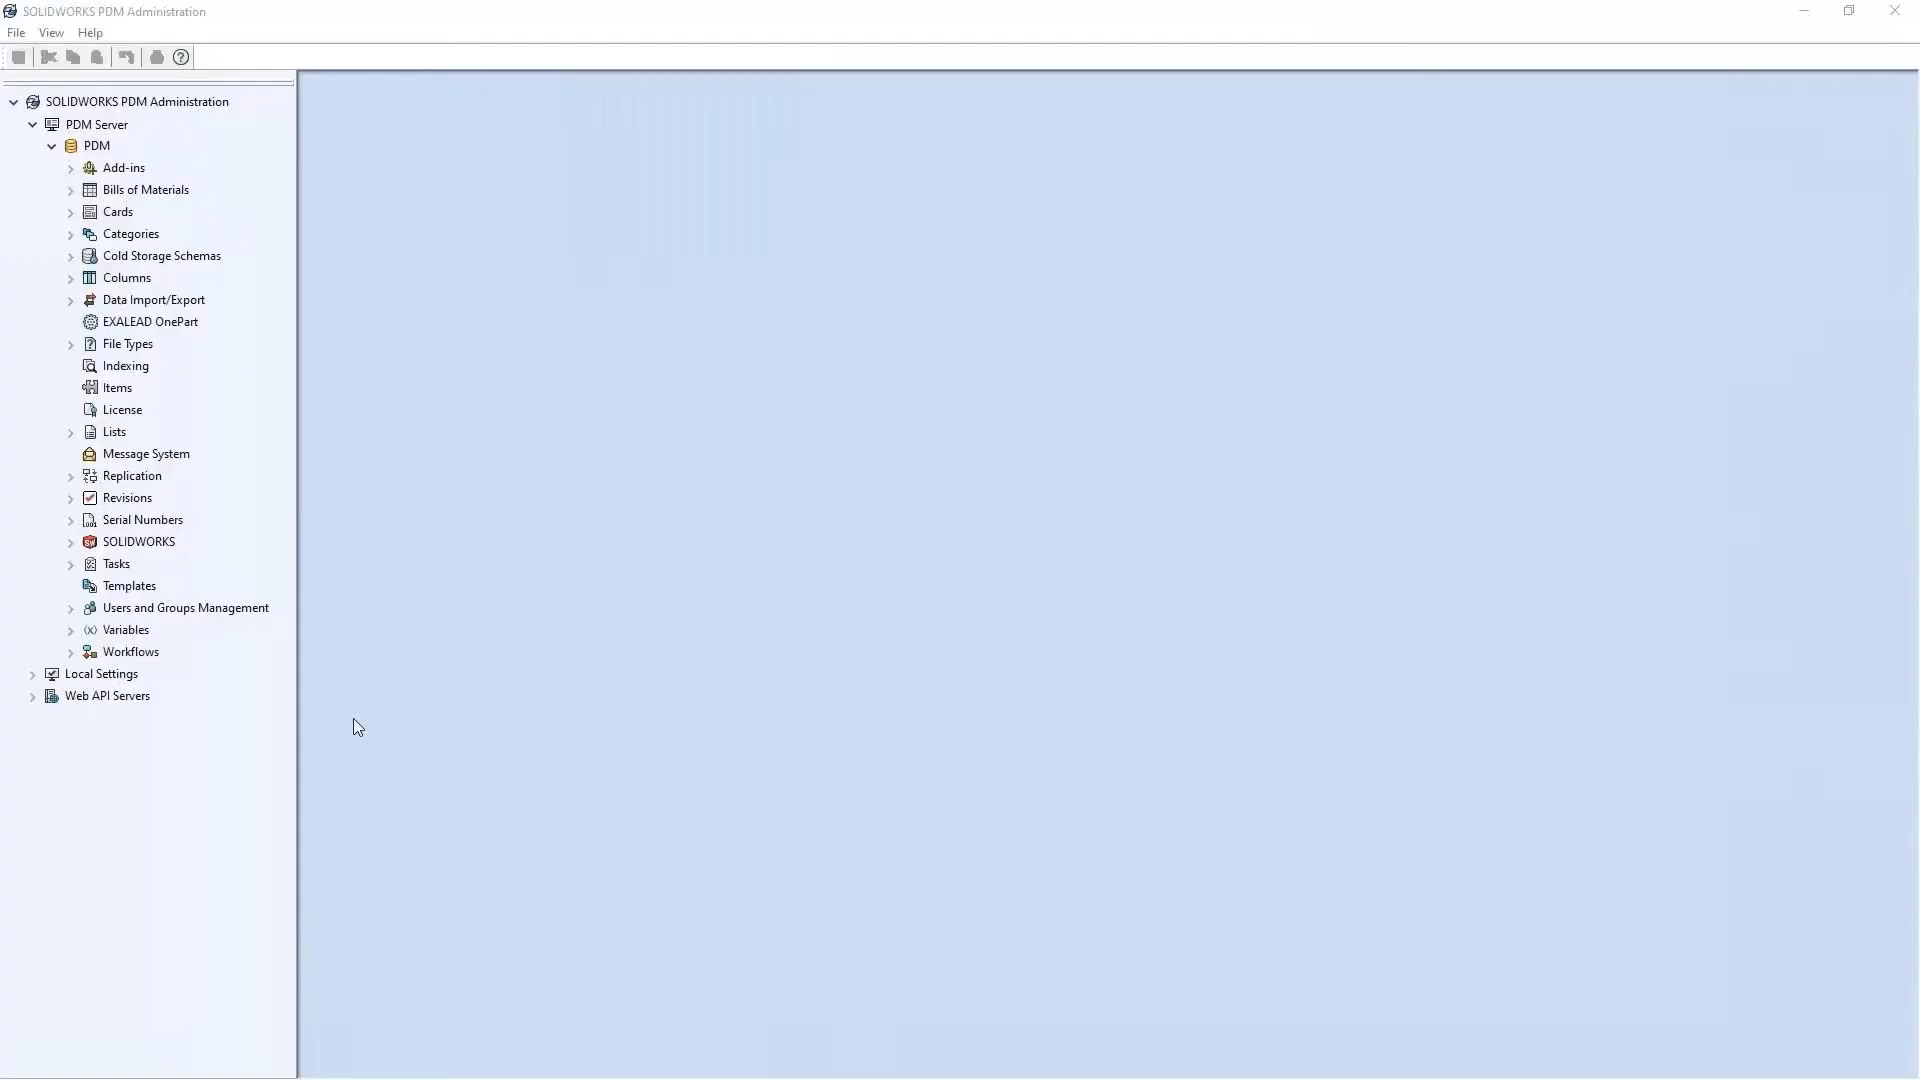 SOLIDWORKS PDM Administration
File View Help
SOLIDWORKS PDM Administration
PDM Server
PDM
Add-ins
Bills of Materials
Cards
Categories
Cold Storage Schemas
Columns
Data Import/Export
EXALEAD OnePart
File Types
Indexing
Items
License
Lists
Message System
Replication
Revisions
Serial Numbers
SOLIDWORKS
Tasks
Templates
Users and Groups Management
Variables
Workflows
Local Settings
Web API Servers